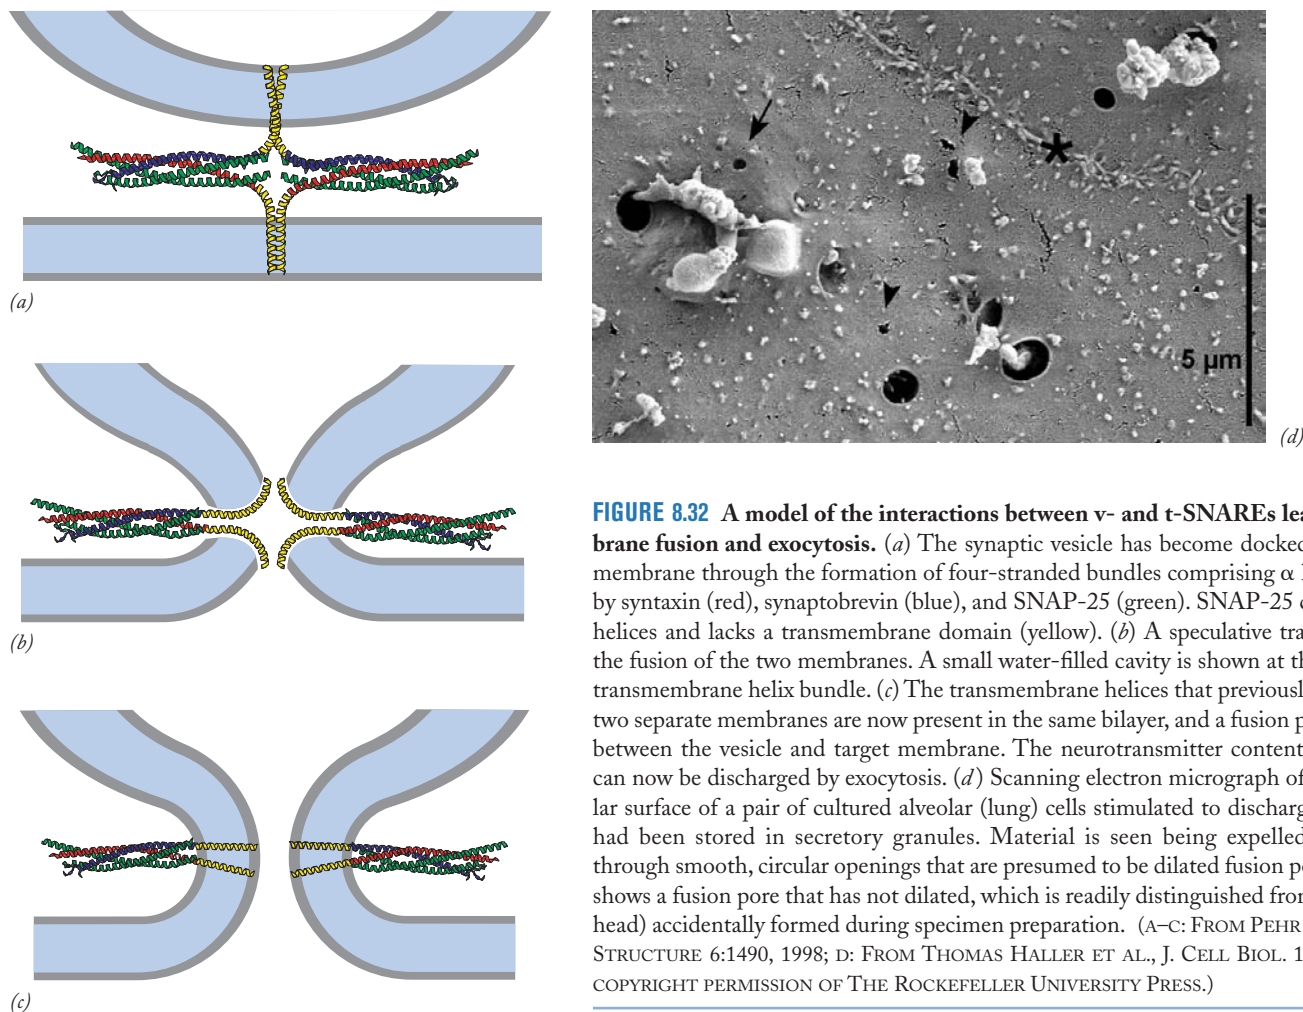 (a)
(b)
(c)
*
5 µm
(d)
FIGURE 8.32 A model of the interactions between v- and t-SNAREs lea
brane fusion and exocytosis. (a) The synaptic vesicle has become docked
membrane through the formation of four-stranded bundles comprising α
by syntaxin (red), synaptobrevin (blue), and SNAP-25 (green). SNAP-25
helices and lacks a transmembrane domain (yellow). (b) A speculative tra
the fusion of the two membranes. A small water-filled cavity is shown at
transmembrane helix bundle. (c) The transmembrane helices that previously
two separate membranes are now present in the same bilayer, and a fusion p
between the vesicle and target membrane. The neurotransmitter content
can now be discharged by exocytosis. (d) Scanning electron micrograph of
lar surface of a pair of cultured alveolar (lung) cells stimulated to discharg
had been stored in secretory granules. Material is seen being expelled
through smooth, circular openings that are presumed to be dilated fusion p
shows a fusion pore that has not dilated, which is readily distinguished from
head) accidentally formed during specimen preparation. (A–C: FROM PEHR
STRUCTURE 6:1490, 1998; D: FROM THOMAS HALLER ET AL., J. CELL BIOL. 1
COPYRIGHT PERMISSION OF THE ROCKEFELLER UNIVERSITY PRESS.)